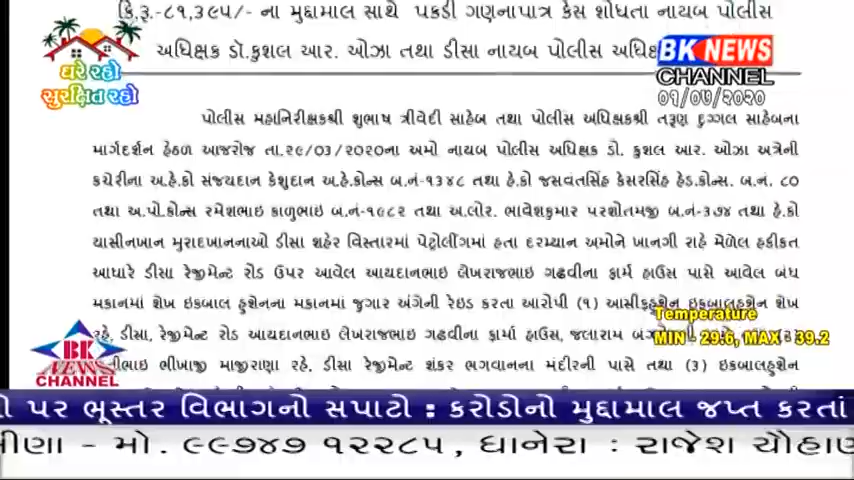 કિ.રૂ.-૮૧,૩૯૫/- ના મુદ્દામાલ સાથે પકડી ગણનાપાત્ર કેસ શોધતા નાયબ પોલીસ
અધિક્ષક ડૉ.કુશલ આર. ઓઝા તથા ડીસા નાયબ પોલીસ અધિ
ઘરે રહો
સુરક્ષિત રહો
BK NEWS
CHANNEL
૦૧/૦૭/૨૦૨૦
પોલીસ મહાનિરીક્ષકશ્રી સુભાષ ત્રીવેદી સાહેબ તથા પોલીસ અધિક્ષકશ્રી તરૂણ દુગ્ગલ સાહેબના
માર્ગદર્શન હેઠળ આજરોજ તા.૨૯/૦૩/૨૦૨૦ના અમો નાયબ પોલીસ અધિક્ષક ડો. કુશલ આર. ઓઝા અત્રેની
કચેરીના અ.હે.કો સંજયદાન કેશુદાન અ.હે.કોન્સ બ.નં-૧૩૪૮ તથા હે.કો જસવંતસિંહ કેસરસિંહ હેડ.કોન્સ. બ.નં. ૮૦
તથા અ.પો.કોન્સ રમેશભાઇ કાળુભાઇ બ.નં-૧૯૮૨ તથા અ.લોર. ભાવેશકુમાર પરશોતમજી બ.નં-૩૭૪ તથા હે.કો
યાસીનખાન મુરાદખાનનાઓ ડીસા શહેર વિસ્તારમાં પેટ્રોલીંગમાં હતા દરમ્યાન અમોને ખાનગી રાહે મેળેલ હકીકત
આધારે ડીસા રેજીમેન્ટ રોડ ઉપર આવેલ આયદાનભાઇ લેખરાજભાઇ ગઢવીના ફાર્મ હાઉસ પાસે આવેલ બંધ
મકાનમાં શેખ ઇકબાલ હુશેનના મકાનમાં જુગાર અંગેની રેઇડ કરતા આરોપી (૧) આસીફહુશેન ઇકબાલહુશેન શેખ
રહે, ડીસા, રેજીમેન્ટ રોડ આયદાનભાઇ લેખરાજભાઇ ગઢવીના ફાર્મા હાઉસ, જલારામ
Temperature
MIN - 29.6, MAX - 39.2
ભાઇ ભીખાજી માજીરાણા રહે, ડીસા રેજીમેન્ટ શંકર ભગવાનના મંદીરની પાસે તથા (3) ઇકબાલહુશેન
BK
NEWS
CHANNEL
પર ભૂસ્તર વિભાગનો સપાટો : કરોડોનો મુદ્દામાલ જપ્ત કરતાં
- મો. ૯૯૭૪૭ ૧૨૨૮૫, ધાનેરા : રાજેશ ચૌહાણ